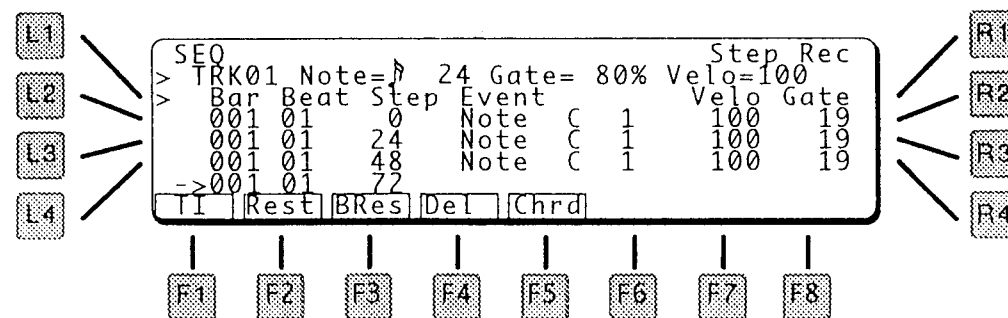 SEQ Step Rec
> TRK01 Note=♪ 24 Gate= 80% Velo=100
> Bar Beat Step Event Velo Gate
001 01 0 Note C 1 100 19
001 01 24 Note C 1 100 19
001 01 48 Note C 1 100 19
->001 01 72
TI Rest BRes Del Chrd
L1
L2
L3
L4
R1
R2
R3
R4
F1 F2 F3 F4 F5 F6 F7 F8